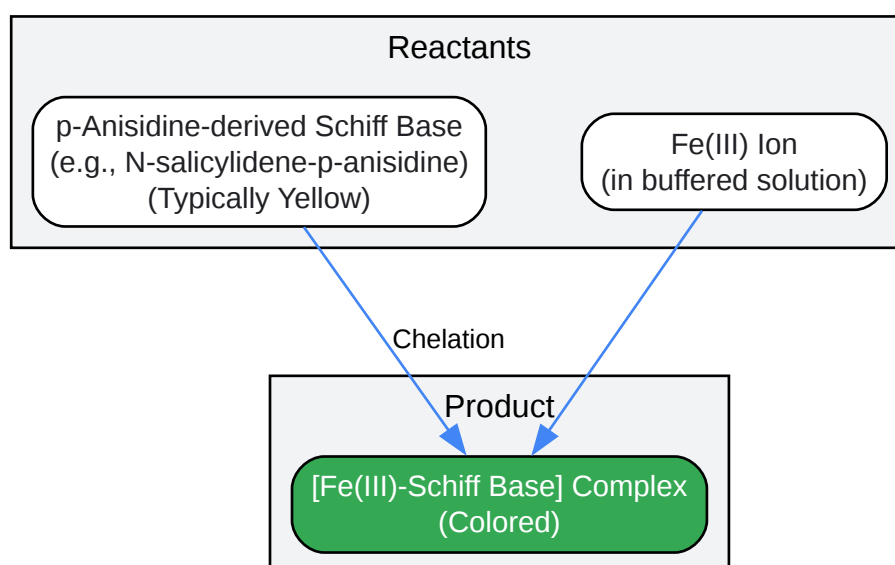 Reactants
p-Anisidine-derived Schiff Base
(e.g., N-salicylidene-p-anisidine)
(Typically Yellow)
Fe(III) Ion
(in buffered solution)
Chelation
Product
[Fe(III)-Schiff Base] Complex
(Colored)